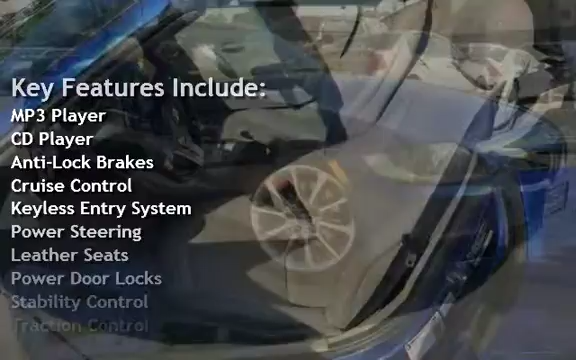 Key Features Include:
MP3 Player
CD Player
Anti-Lock Brakes
Cruise Control
Keyless Entry System
Power Steering
Leather Seats
Power Door Locks
Stability Control
Traction Control